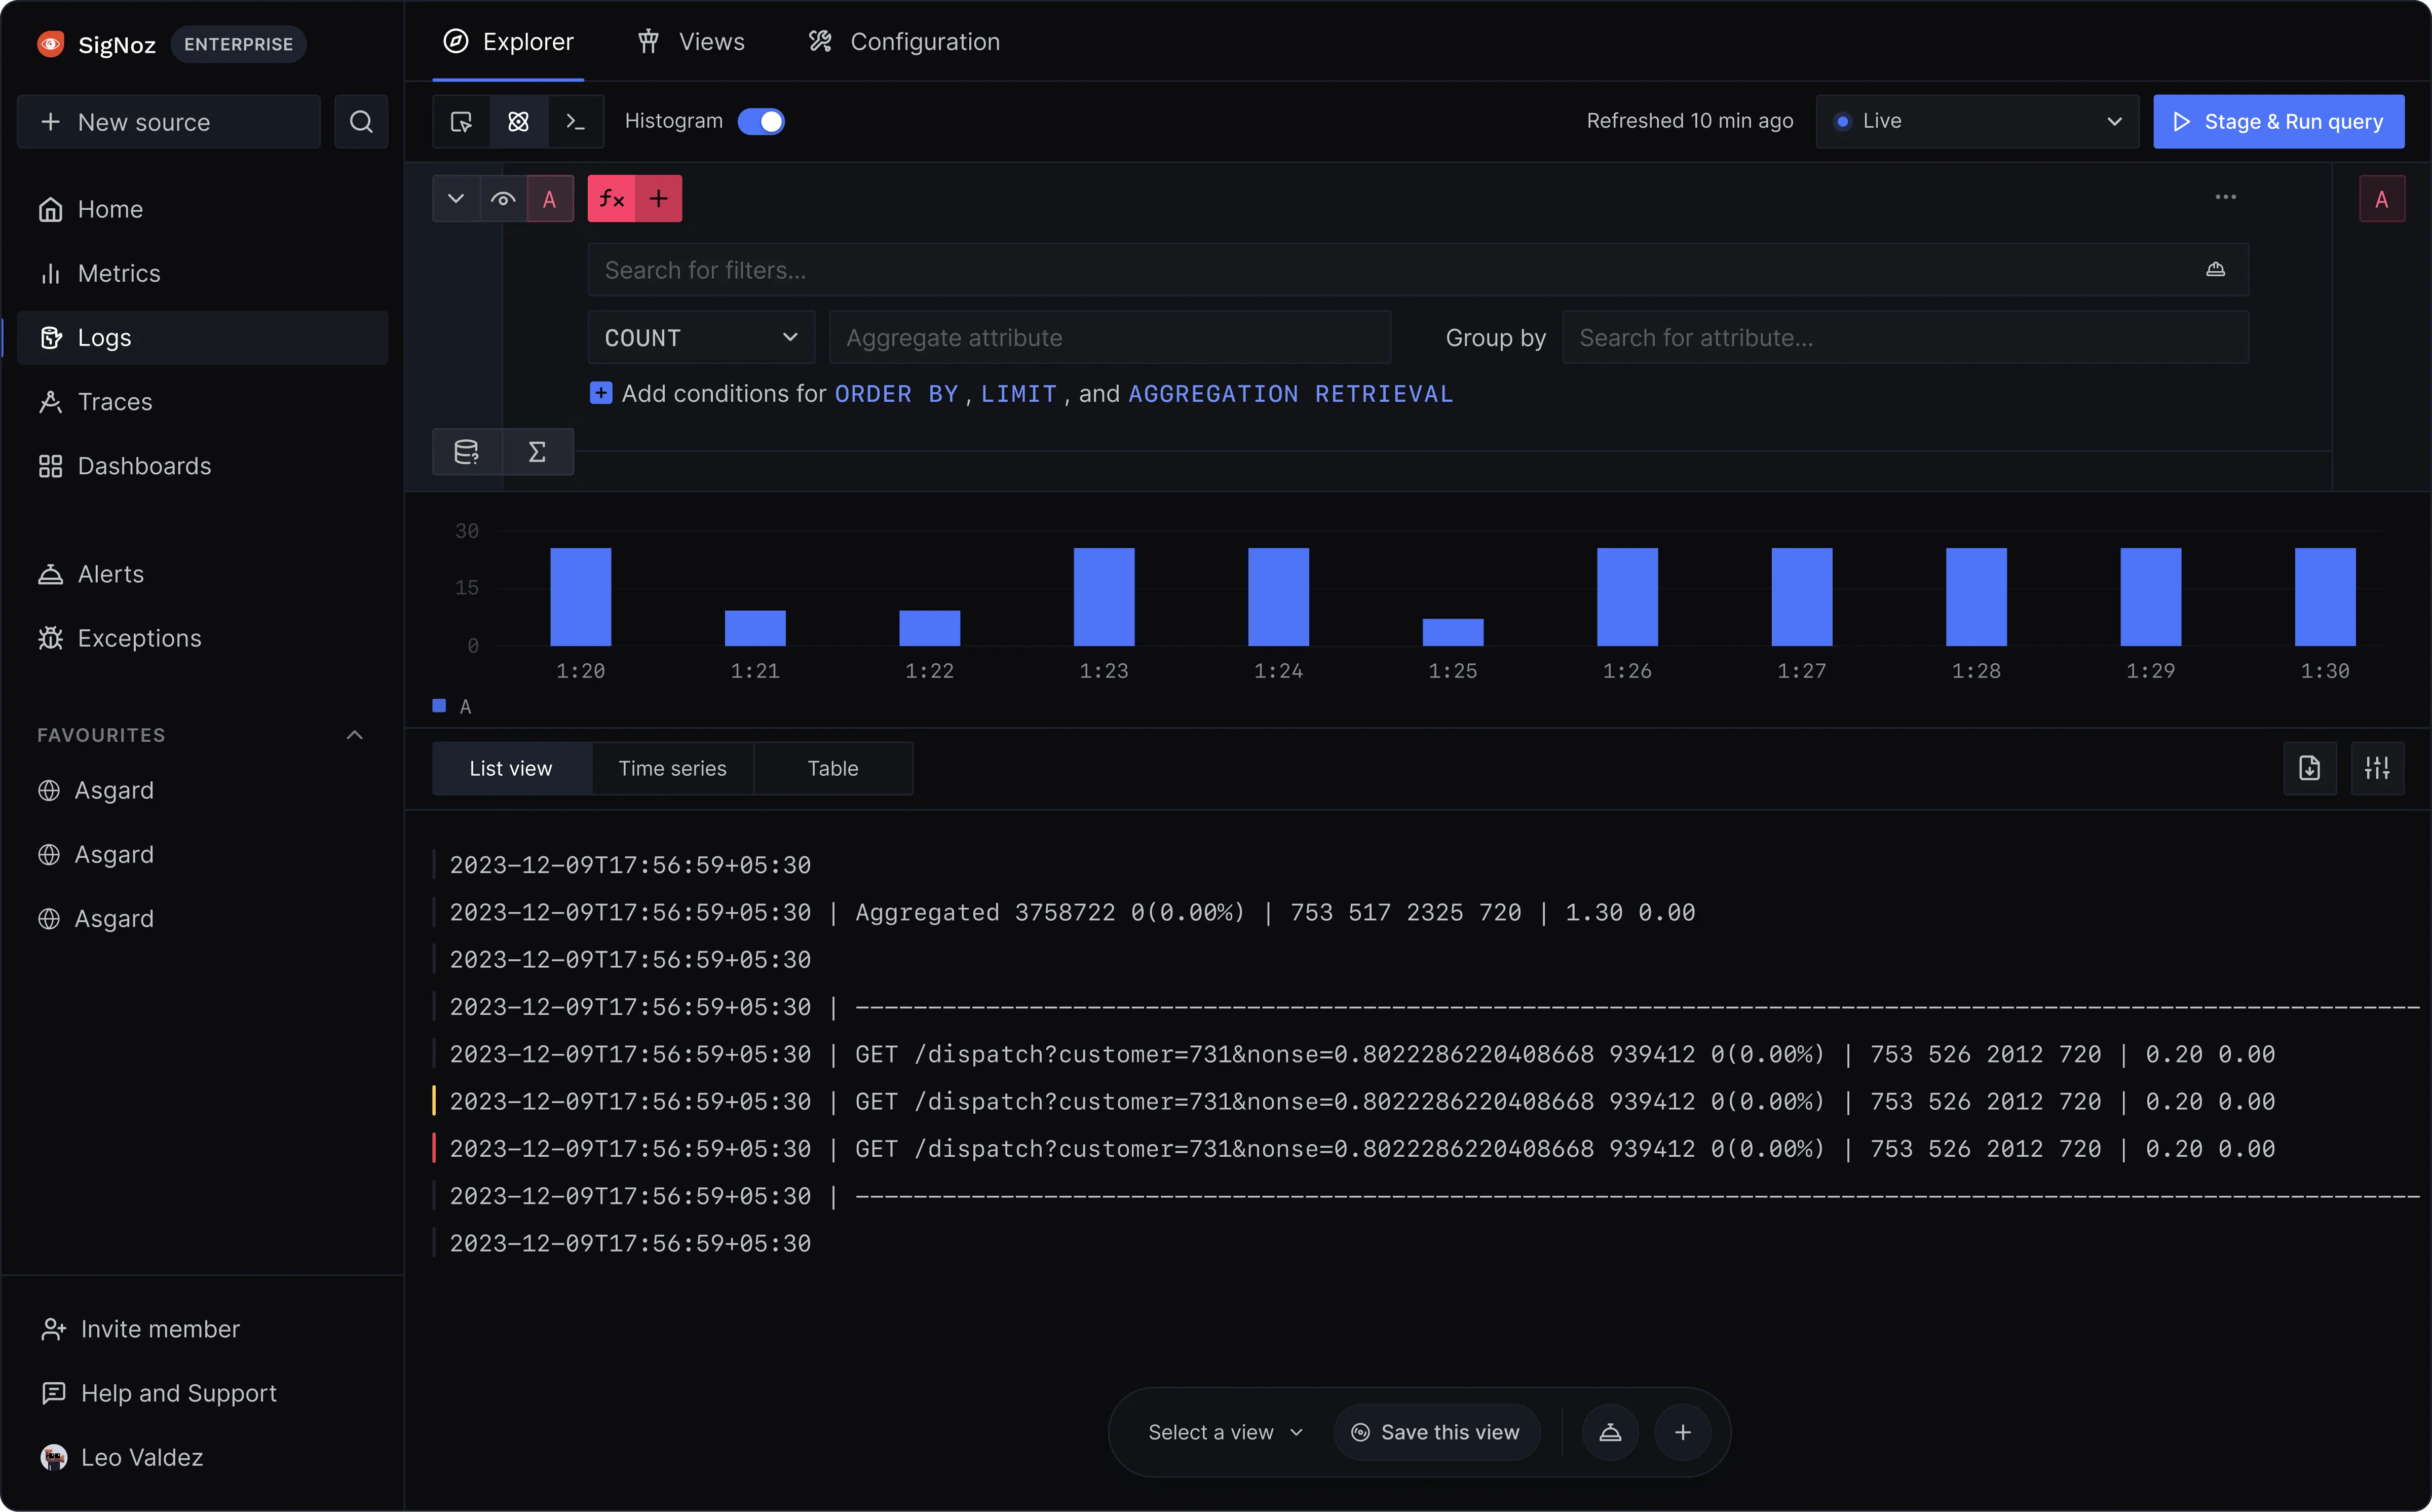 SigNoz ENTERPRISE
New source
Home
Metrics
Logs
Traces
Dashboards
Alerts
Exceptions
FAVOURITES
Asgard
Asgard
Asgard
Invite member
Help and Support
Leo Valdez
Explorer Views Configuration
Histogram Refreshed 10 min ago Live Stage & Run query
A fx + ... A
Search for filters...
COUNT Aggregate attribute Group by Search for attribute...
Add conditions for ORDER BY, LIMIT, and AGGREGATION RETRIEVAL
Σ
30
15
0
1:20 1:21 1:22 1:23 1:24 1:25 1:26 1:27 1:28 1:29 1:30
A
List view Time series Table
2023-12-09T17:56:59+05:30
2023-12-09T17:56:59+05:30 | Aggregated 3758722 0(0.00%) | 753 517 2325 720 | 1.30 0.00
2023-12-09T17:56:59+05:30
2023-12-09T17:56:59+05:30 | ------------------------------------------------------------------------------------------------------------
2023-12-09T17:56:59+05:30 | GET /dispatch?customer=731&nonse=0.8022286220408668 939412 0(0.00%) | 753 526 2012 720 | 0.20 0.00
2023-12-09T17:56:59+05:30 | GET /dispatch?customer=731&nonse=0.8022286220408668 939412 0(0.00%) | 753 526 2012 720 | 0.20 0.00
2023-12-09T17:56:59+05:30 | GET /dispatch?customer=731&nonse=0.8022286220408668 939412 0(0.00%) | 753 526 2012 720 | 0.20 0.00
2023-12-09T17:56:59+05:30 | ------------------------------------------------------------------------------------------------------------
2023-12-09T17:56:59+05:30
Select a view Save this view